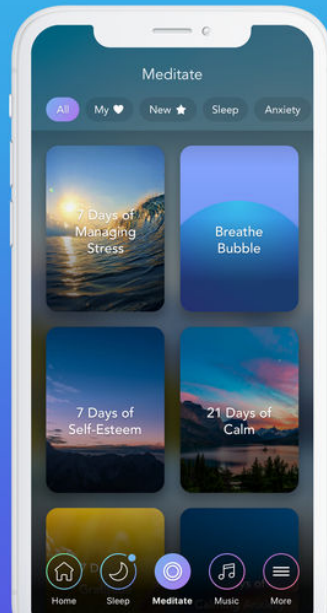 Meditate
All My New Sleep Anxiety
7 Days of
Managing
Stress
Breathe
Bubble
7 Days of
Self-Esteem
21 Days of
Calm
Home Sleep Meditate Music More